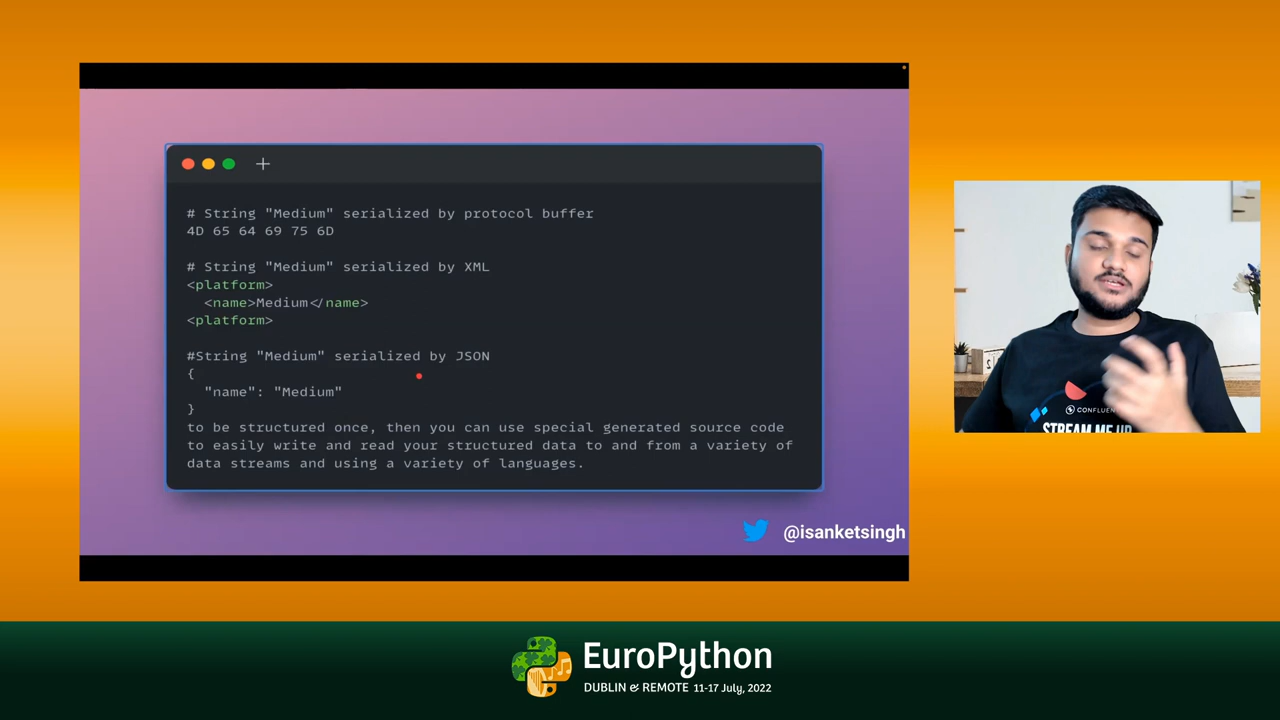 # String "Medium" serialized by protocol buffer
4D 65 64 69 75 6D
# String "Medium" serialized by XML
<platform>
<name>Medium</name>
<platform>
#String "Medium" serialized by JSON
{
"name": "Medium"
}
to be structured once, then you can use special generated source code
to easily write and read your structured data to and from a variety of
data streams and using a variety of languages.
@isanketsingh
CONFLUEN
STREAM ME UP
EuroPython
DUBLIN & REMOTE 11-17 July, 2022